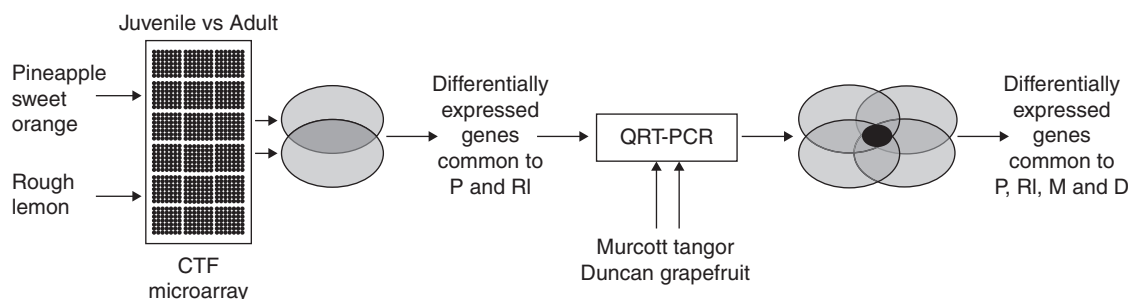 Juvenile vs Adult
Pineapple
sweet
orange
Rough
lemon
CTF
microarray
Differentially
expressed
genes
common to
P and Rl
QRT-PCR
Murcott tangor
Duncan grapefruit
Differentially
expressed
genes
common to
P, Rl, M and D